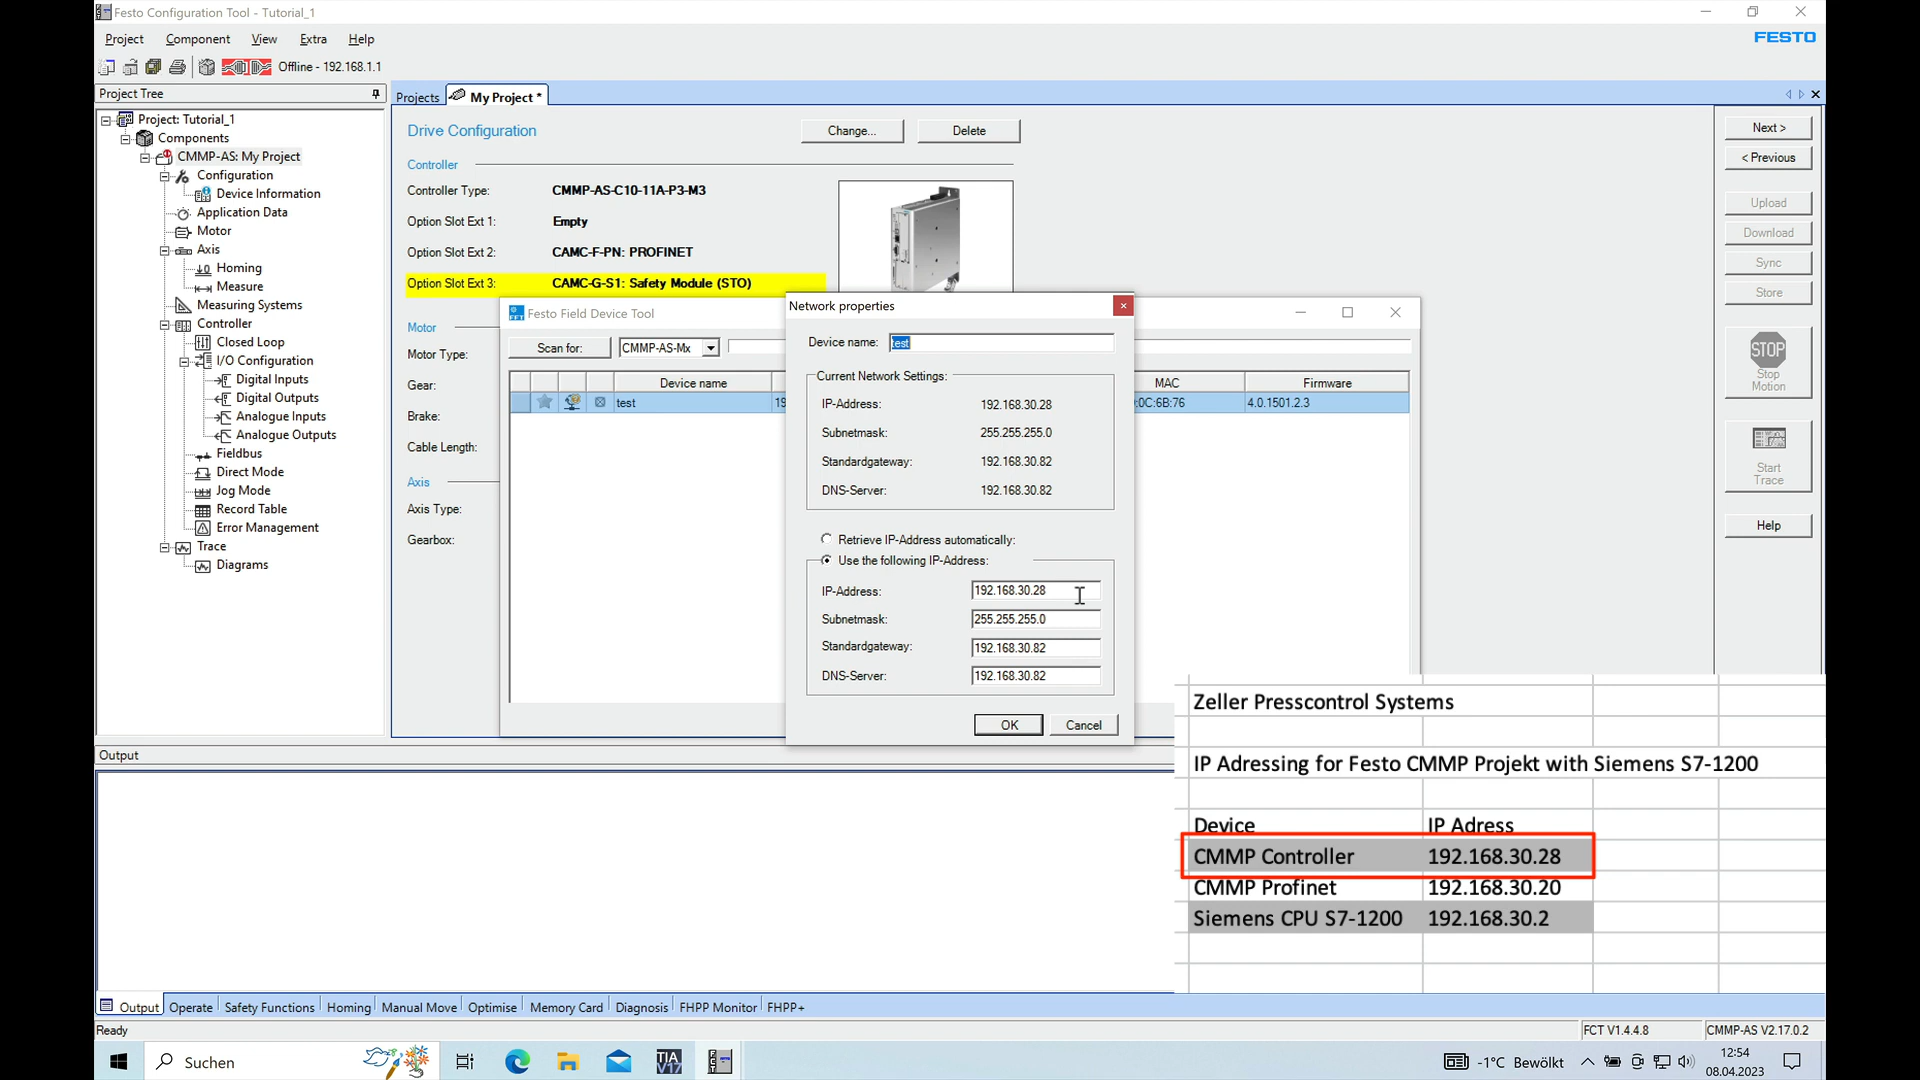 Festo Configuration Tool - Tutorial_1
Project Component View Extra Help
FESTO
Offline - 192.168.1.1
Project Tree
Projects My Project *
Project: Tutorial_1
Components
CMMP-AS: My Project
Configuration
Device Information
Application Data
Motor
Axis
Homing
Measure
Measuring Systems
Controller
Closed Loop
I/O Configuration
Digital Inputs
Digital Outputs
Analogue Inputs
Analogue Outputs
Fieldbus
Direct Mode
Jog Mode
Record Table
Error Management
Trace
Diagrams
Drive Configuration
Change...
Delete
Controller
Controller Type: CMMP-AS-C10-11A-P3-M3
Option Slot Ext 1: Empty
Option Slot Ext 2: CAMC-F-PN: PROFINET
Option Slot Ext 3: CAMC-G-S1: Safety Module (STO)
Motor
Motor Type:
Gear:
Brake:
Cable Length:
Axis
Axis Type:
Gearbox:
FFT Festo Field Device Tool
Scan for: CMMP-AS-Mx
Device name MAC Firmware
test 19 :0C:6B:76 4.0.1501.2.3
Network properties
Device name: test
Current Network Settings:
IP-Address: 192.168.30.28
Subnetmask: 255.255.255.0
Standardgateway: 192.168.30.82
DNS-Server: 192.168.30.82
Retrieve IP-Address automatically:
Use the following IP-Address:
IP-Address: 192.168.30.28
Subnetmask: 255.255.255.0
Standardgateway: 192.168.30.82
DNS-Server: 192.168.30.82
OK Cancel
Next >
< Previous
Upload
Download
Sync
Store
STOP
Stop
Motion
Start
Trace
Help
Zeller Presscontrol Systems
IP Adressing for Festo CMMP Projekt with Siemens S7-1200
Device IP Adress
CMMP Controller 192.168.30.28
CMMP Profinet 192.168.30.20
Siemens CPU S7-1200 192.168.30.2
Output
Output Operate Safety Functions Homing Manual Move Optimise Memory Card Diagnosis FHPP Monitor FHPP+
Ready
FCT V1.4.4.8
CMMP-AS V2.17.0.2
Suchen
TIA
V17
-1°C Bewölkt
12:54
08.04.2023